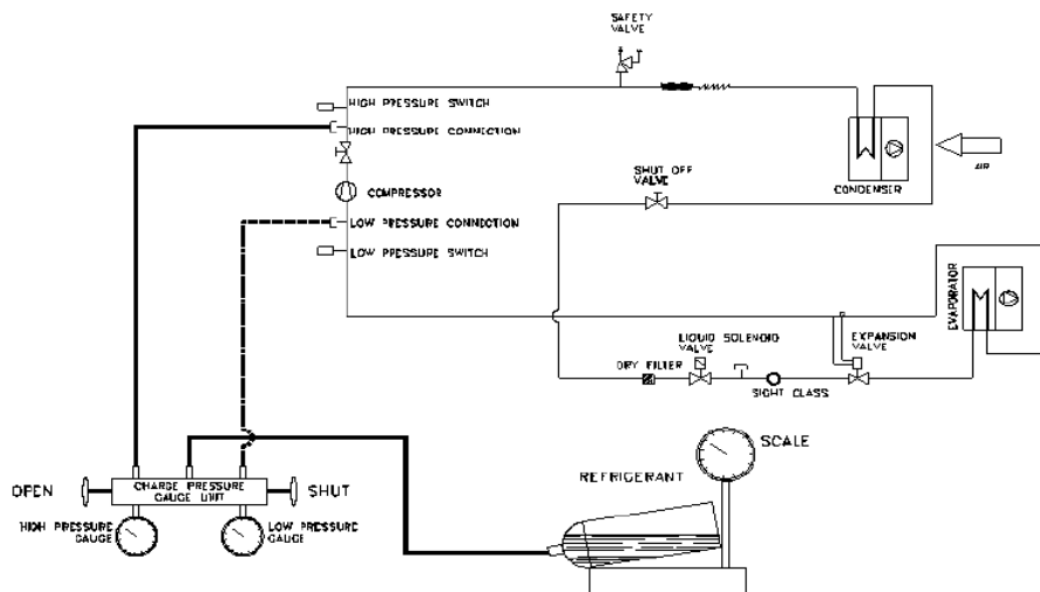 SAFETY
VALVE
HIGH PRESSURE SWITCH
HIGH PRESSURE CONNECTION
COMPRESSOR
LOW PRESSURE CONNECTION
LOW PRESSURE SWITCH
SHUT OFF
VALVE
CONDENSER
AIR
EVAPORATOR
LIQUID SOLENOID
VALVE
EXPANSION
VALVE
DRY FILTER
SIGHT GLASS
SCALE
REFRIGERANT
OPEN
CHARGE PRESSURE
GAUGE UNIT
SHUT
HIGH PRESSURE
GAUGE
LOW PRESSURE
GAUGE